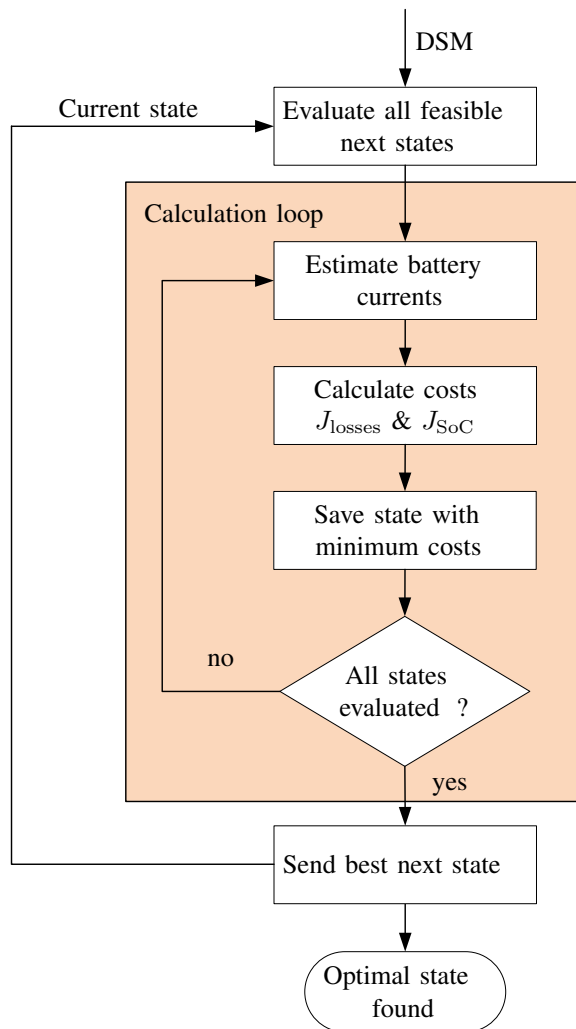 DSM
Current state
Evaluate all feasible
next states
Calculation loop
Estimate battery
currents
Calculate costs
J_losses & J_SoC
Save state with
minimum costs
no
All states
evaluated ?
yes
Send best next state
Optimal state
found